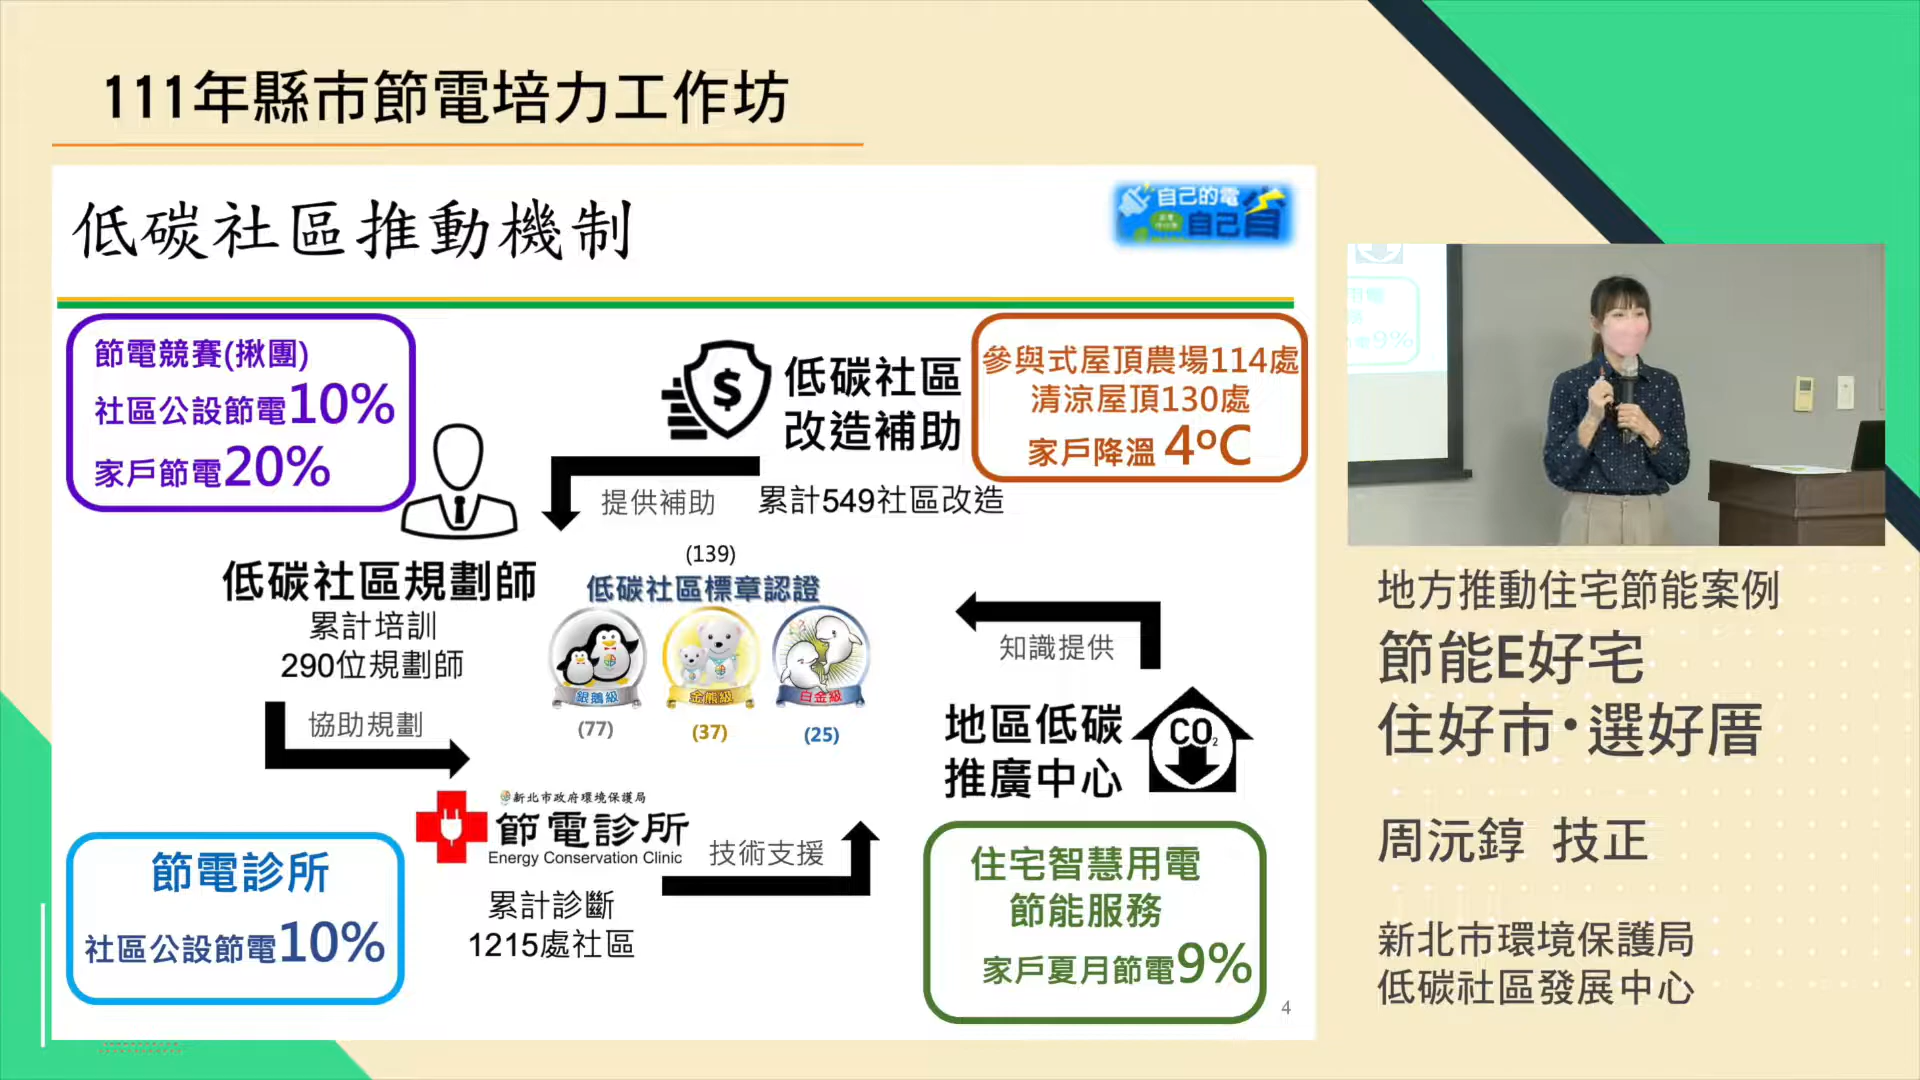 111年縣市節電培力工作坊
低碳社區推動機制
自己的電
自己省
節電競賽(揪團)
社區公設節電10%
家戶節電20%
低碳社區
改造補助
參與式屋頂農場114處
清涼屋頂130處
家戶降溫4ºC
提供補助
累計549社區改造
(139)
低碳社區標章認證
銀鵝級
金熊級
白金級
(77)
(37)
(25)
低碳社區規劃師
累計培訓
290位規劃師
協助規劃
知識提供
地區低碳
推廣中心
CO2
新北市政府環境保護局
節電診所
Energy Conservation Clinic
技術支援
累計診斷
1215處社區
節電診所
社區公設節電10%
住宅智慧用電
節能服務
家戶夏月節電9%
4
9%
地方推動住宅節能案例
節能E好宅
住好市·選好厝
周沅錞 技正
新北市環境保護局
低碳社區發展中心